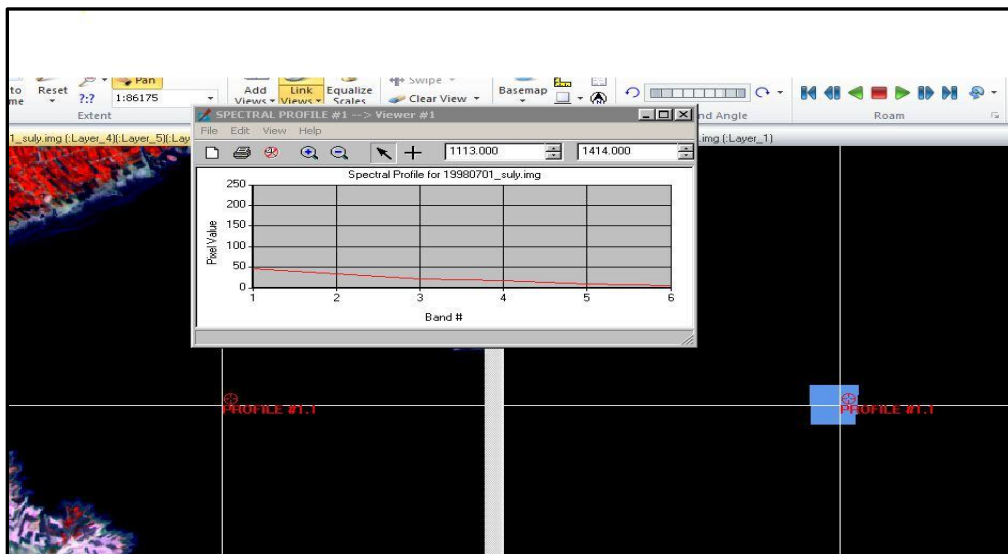 to Reset Pan Add Link Equalize Swipe Basemap
me ?:? 1:86175 Views Views Scales Clear View
Extent nd Angle Roam
SPECTRAL PROFILE #1 --> Viewer #1
1_suly.img (:Layer_4)(:Layer_5)(:Lay .img (:Layer_1)
File Edit View Help
1113.000 1414.000
Spectral Profile for 19980701_suly.img
250
200
150
100
50
0
Pixel Value
1 2 3 4 5 6
Band #
PROFILE #1.1 PROFILE #1.1